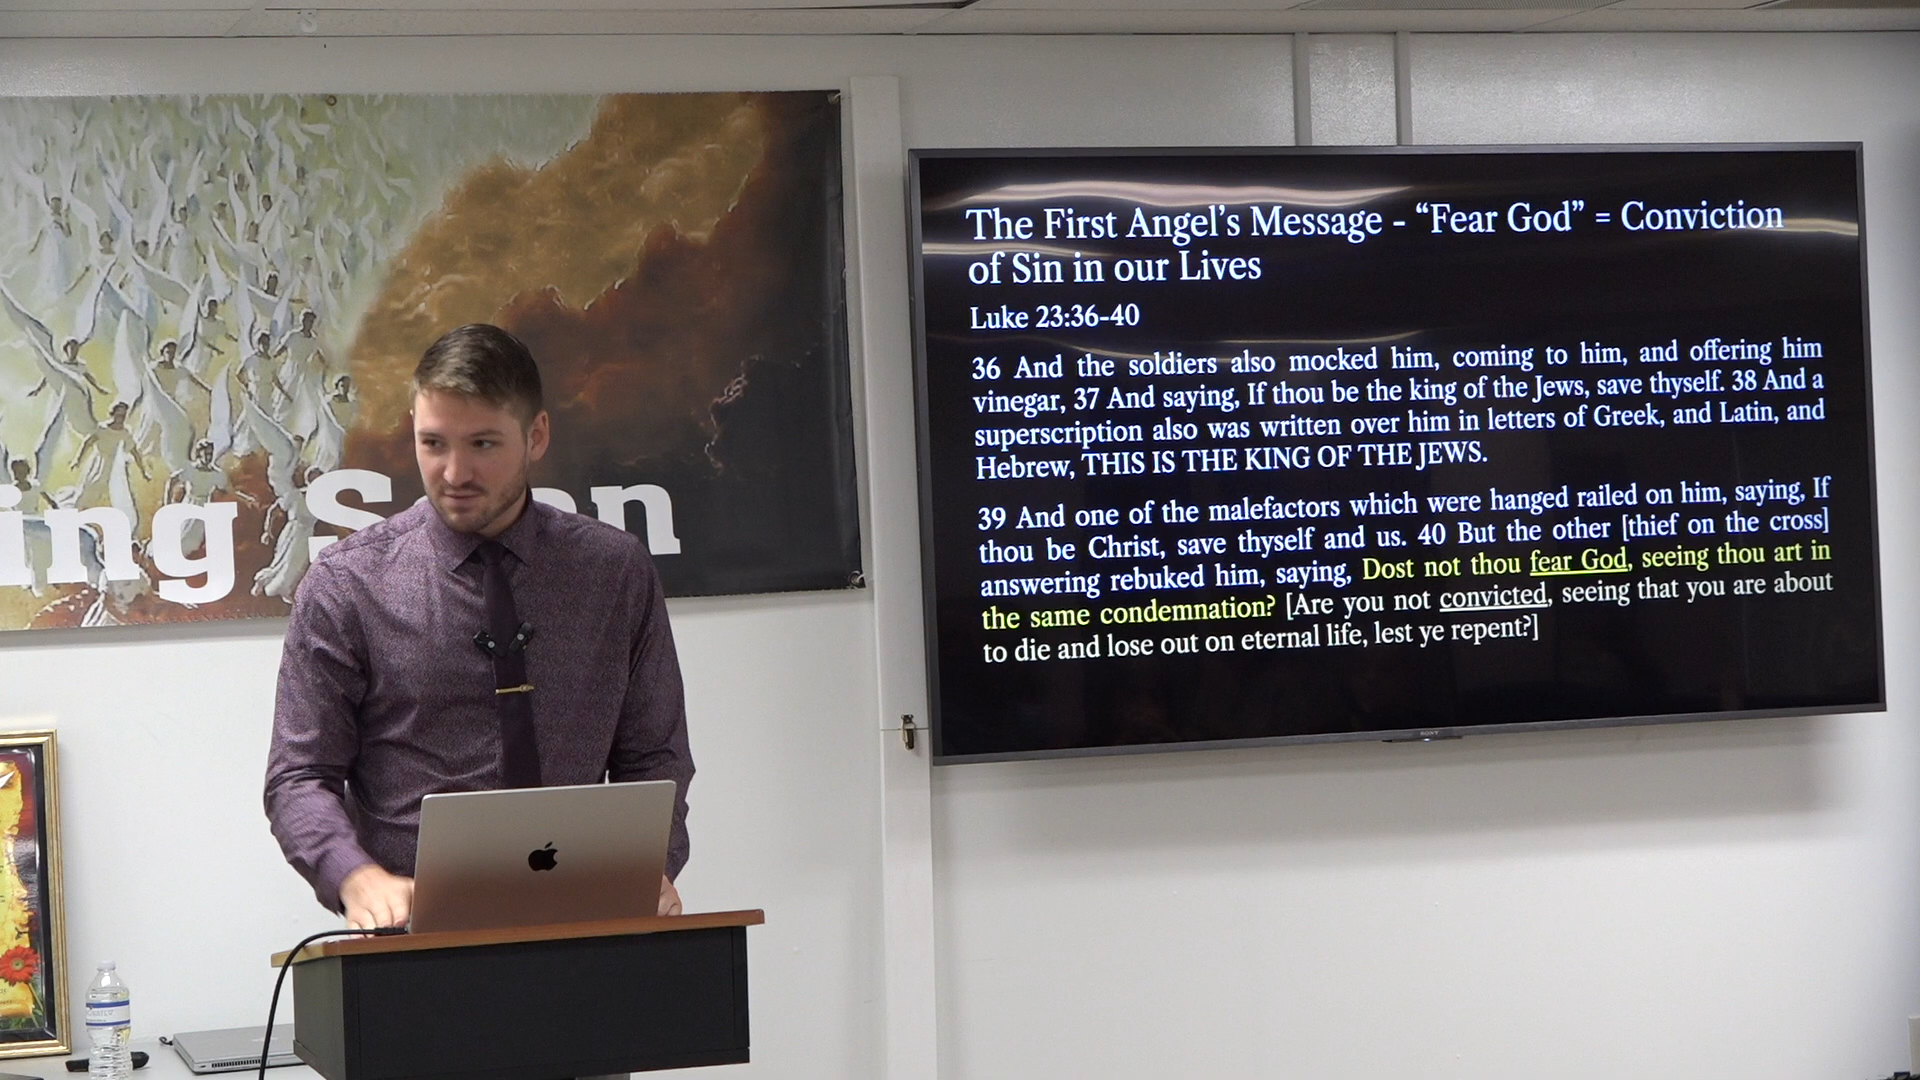 ing S on
The First Angel's Message - “Fear God” = Conviction
of Sin in our Lives
Luke 23:36-40
36 And the soldiers also mocked him, coming to him, and offering him
vinegar, 37 And saying, If thou be the king of the Jews, save thyself. 38 And a
superscription also was written over him in letters of Greek, and Latin, and
Hebrew, THIS IS THE KING OF THE JEWS.
39 And one of the malefactors which were hanged railed on him, saying, If
thou be Christ, save thyself and us. 40 But the other [thief on the cross]
answering rebuked him, saying, Dost not thou fear God, seeing thou art in
the same condemnation? [Are you not convicted, seeing that you are about
to die and lose out on eternal life, lest ye repent?]
SONY